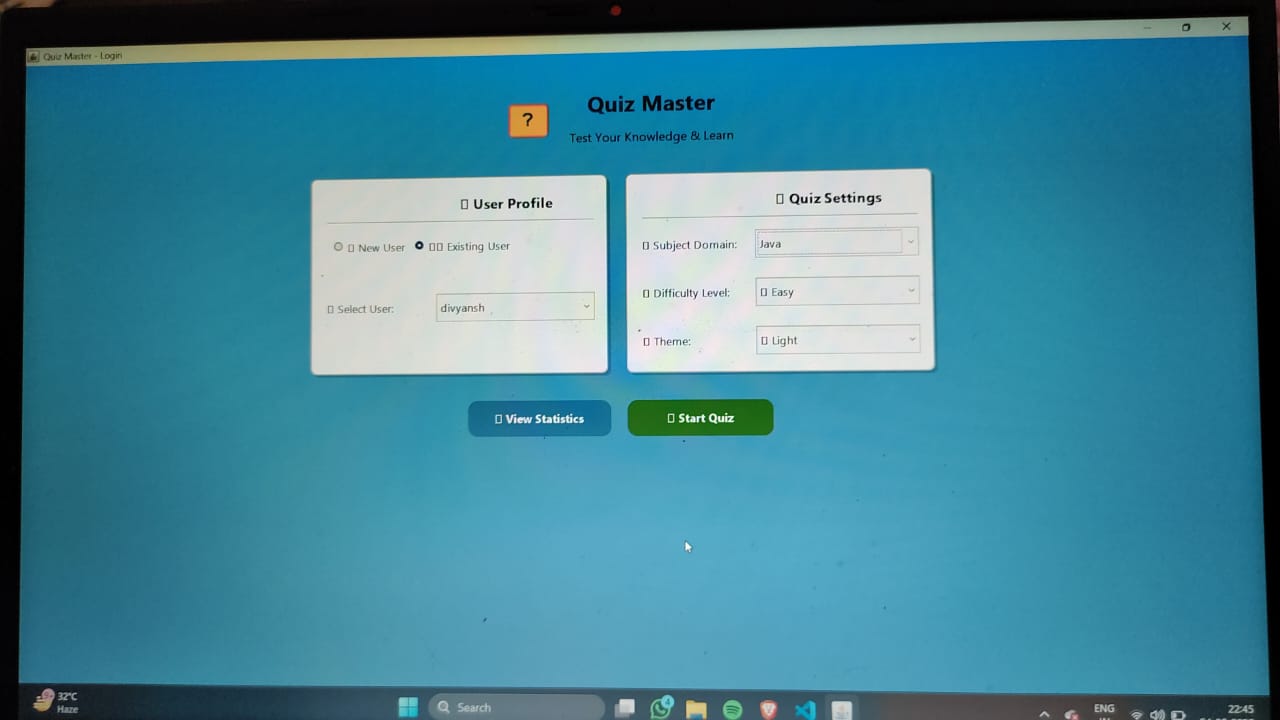 Quiz Master - Login
?
Quiz Master
Test Your Knowledge & Learn
▯ User Profile
▯ New User ▯▯ Existing User
▯ Select User: divyansh
▯ Quiz Settings
▯ Subject Domain: Java
▯ Difficulty Level: ▯ Easy
▯ Theme: ▯ Light
▯ View Statistics
▯ Start Quiz
32°C
Haze
Search
4
ENG
22:45